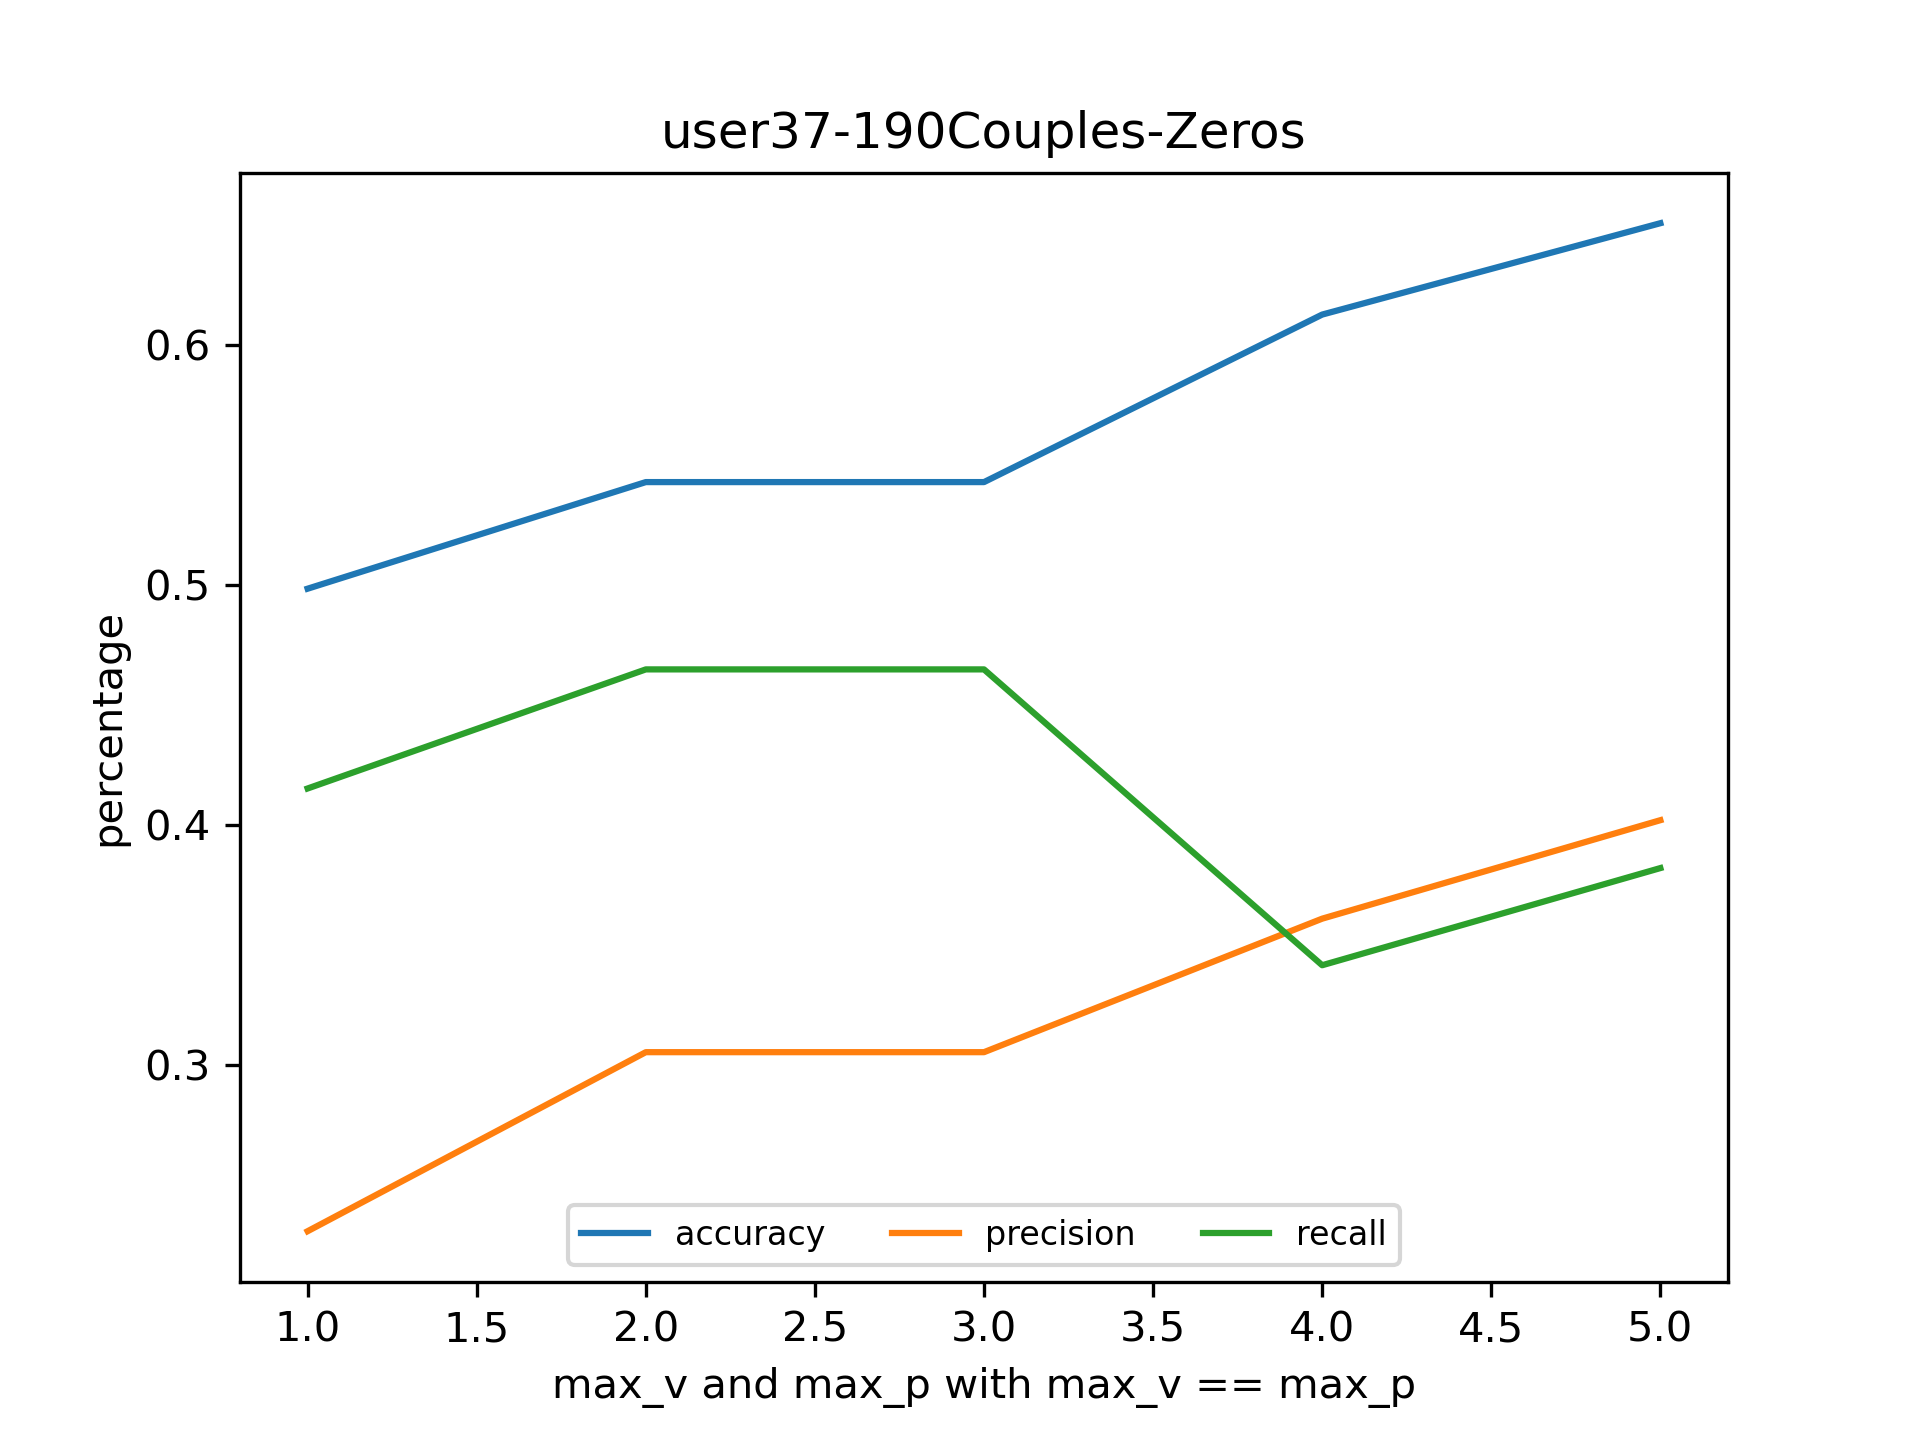 user37-190Couples-Zeros
percentage
0.6
0.5
0.4
0.3
accuracy precision recall
1.0 1.5 2.0 2.5 3.0 3.5 4.0 4.5 5.0
max_v and max_p with max_v == max_p